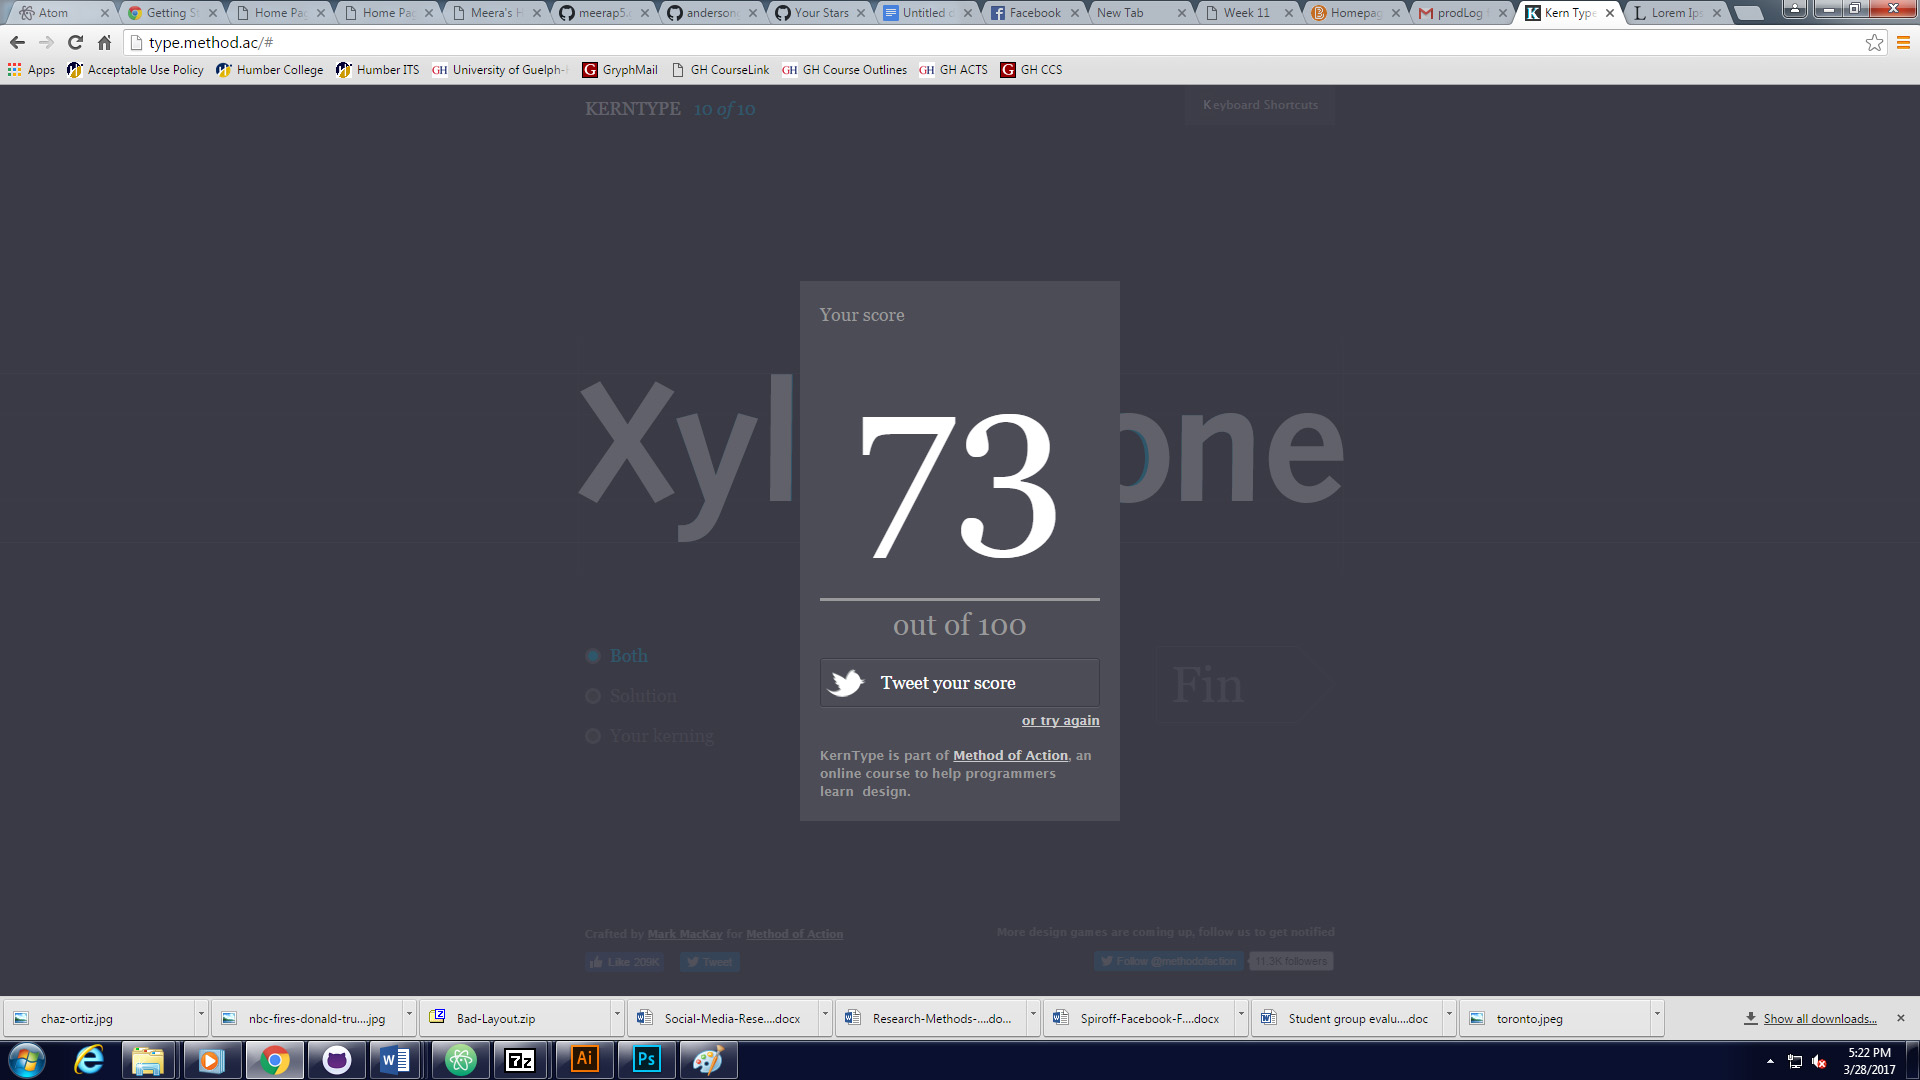 Atom
Getting S
Home Pa
Home Pa
Meera's H
meerap5.
anderson
Your Stars
Untitled d
Facebook
New Tab
Week 11
Homepag
prodLog
Kern Type
Lorem Ips
type.method.ac/#
Apps
Acceptable Use Policy
Humber College
Humber ITS
GH University of Guelph-H
G GryphMail
GH CourseLink
GH GH Course Outlines
GH GH ACTS
G GH CCS
KERNTYPE 10 of 10
Keyboard Shortcuts
Your score
Xyl
one
73
out of 100
Both
Solution
Your kerning
Tweet your score
or try again
Fin
KernType is part of Method of Action, an
online course to help programmers
learn design.
Crafted by Mark MacKay for Method of Action
More design games are coming up, follow us to get notified
Like 209K
Tweet
Follow @methodofaction
11.3K followers
chaz-ortiz.jpg
nbc-fires-donald-tru....jpg
Bad-Layout.zip
Social-Media-Rese....docx
Research-Methods-....do...
Spiroff-Facebook-F....docx
Student group evalu....doc
toronto.jpeg
Show all downloads...
7z
Ai
Ps
5:22 PM
3/28/2017